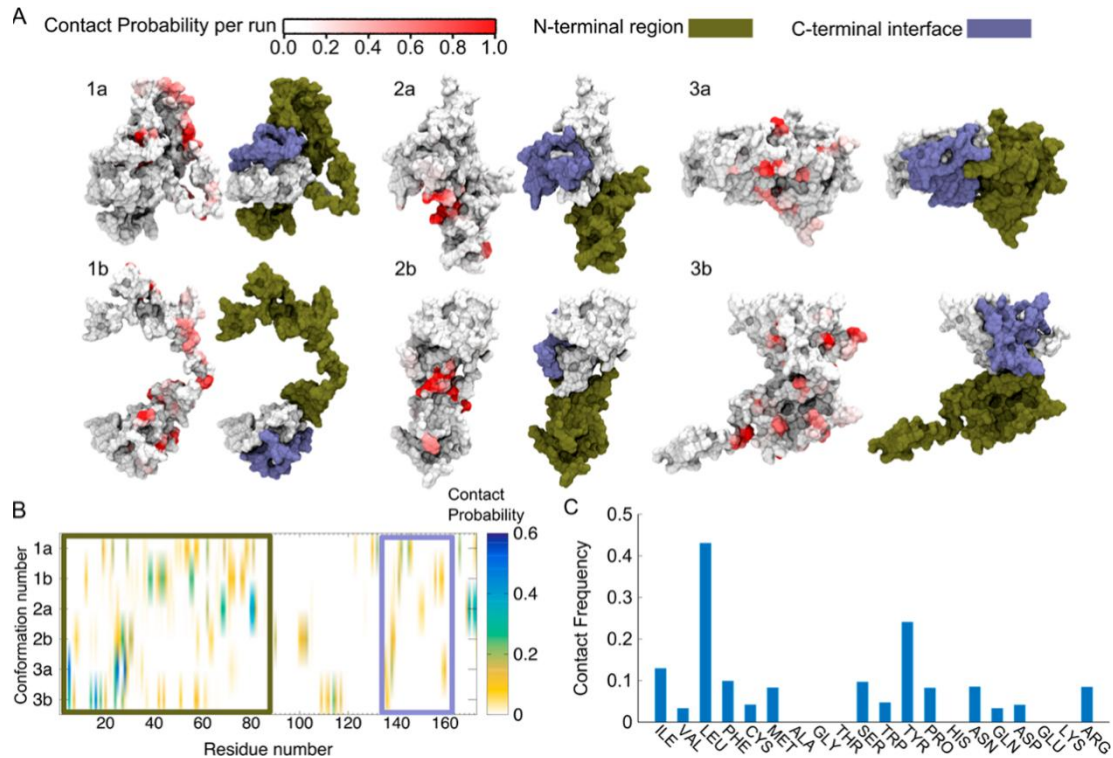 A
Contact Probability per run
0.0 0.2 0.4 0.6 0.8 1.0
N-terminal region
C-terminal interface
1a
2a
3a
1b
2b
3b
B
Contact
Probability
Conformation number
1a
1b
2a
2b
3a
3b
20 40 60 80 100 120 140 160
Residue number
0.6
0.4
0.2
0
C
Contact Frequency
0.5
0.4
0.3
0.2
0.1
0
ILE VAL LEU PHE CYS MET ALA GLY THR SER TRP TYR PRO HIS ASN GLN ASP GLU LYS ARG